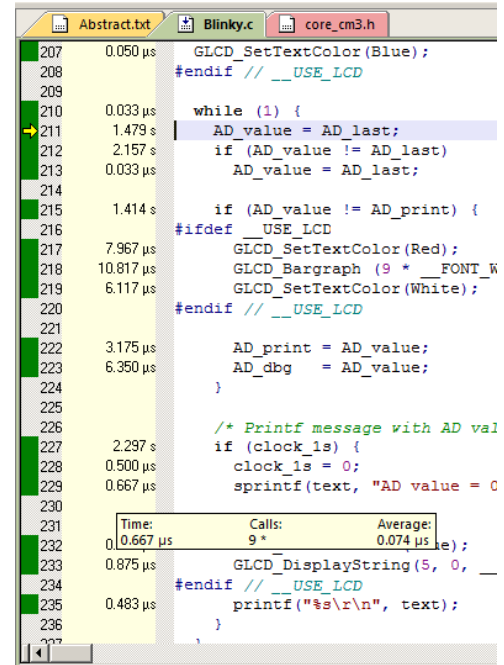 Abstract.txt Blinky.c core_cm3.h
207 0.050 µs GLCD_SetTextColor(Blue);
208 #endif // __USE_LCD
209
210 0.033 µs while (1) {
211 1.479 s AD_value = AD_last;
212 2.157 s if (AD_value != AD_last)
213 0.033 µs AD_value = AD_last;
214
215 1.414 s if (AD_value != AD_print) {
216 #ifdef __USE_LCD
217 7.967 µs GLCD_SetTextColor(Red);
218 10.817 µs GLCD_Bargraph (9 * __FONT_W
219 6.117 µs GLCD_SetTextColor(White);
220 #endif // __USE_LCD
221
222 3.175 µs AD_print = AD_value;
223 6.350 µs AD_dbg = AD_value;
224 }
225
226 /* Printf message with AD val
227 2.297 s if (clock_1s) {
228 0.500 µs clock_1s = 0;
229 0.667 µs sprintf(text, "AD value = 0
230
231 Time: Calls: Average:
232 0.667 µs 9 * 0.074 µs e);
233 0.875 µs GLCD_DisplayString(5, 0, __
234 #endif // __USE_LCD
235 0.483 µs printf("%s\r\n", text);
236 }